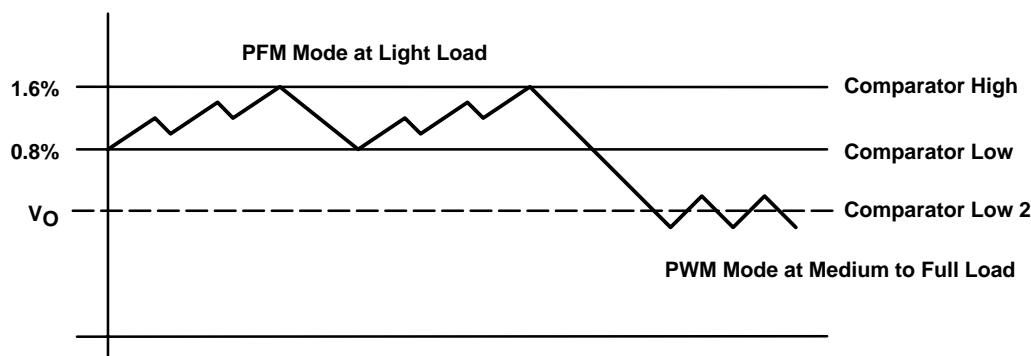 PFM Mode at Light Load
1.6%
Comparator High
0.8%
Comparator Low
VO
Comparator Low 2
PWM Mode at Medium to Full Load